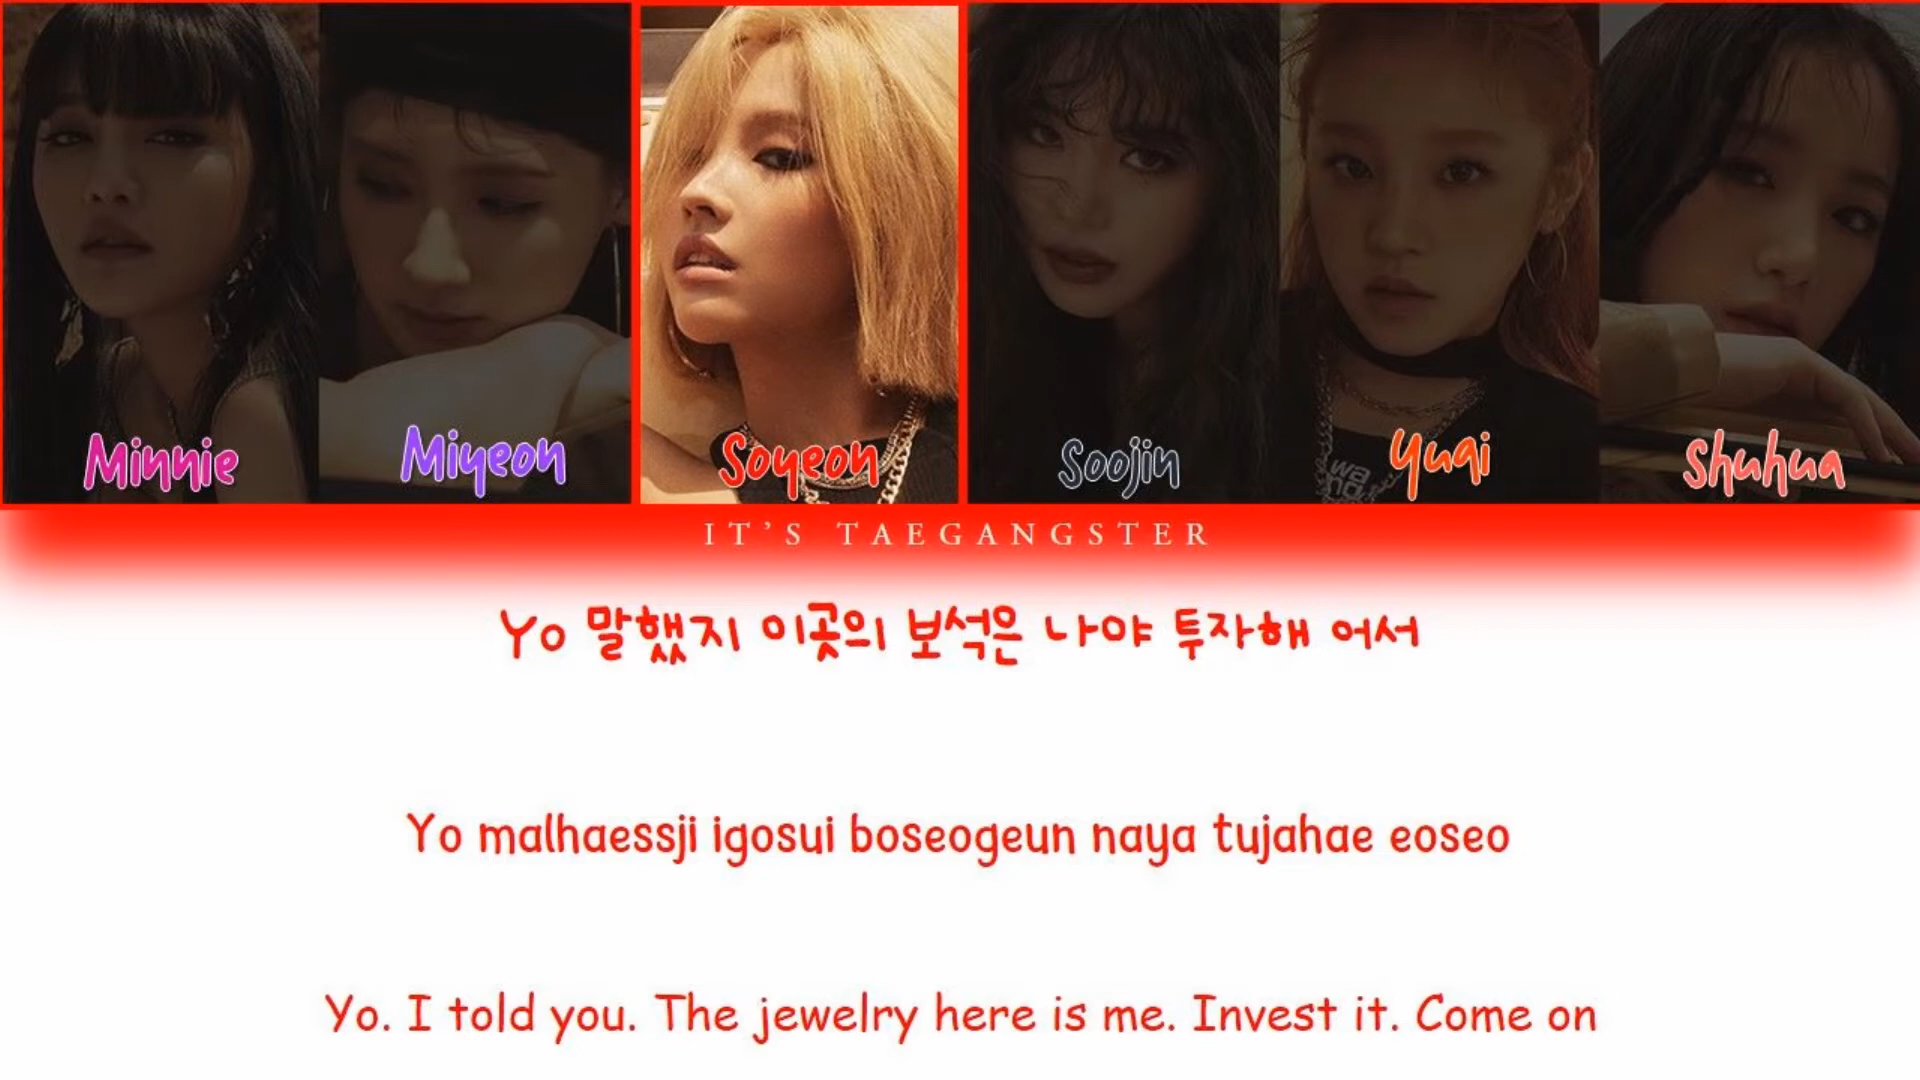 Minnie
Miyeon
Soyeon
Soojin
Yuqi
Shuhua
IT'S TAEGANGSTER
Yo 말했지 이곳의 보석은 나야 투자해 어서
Yo malhaessji igosui boseogeun naya tujahae eoseo
Yo. I told you. The jewelry here is me. Invest it. Come on